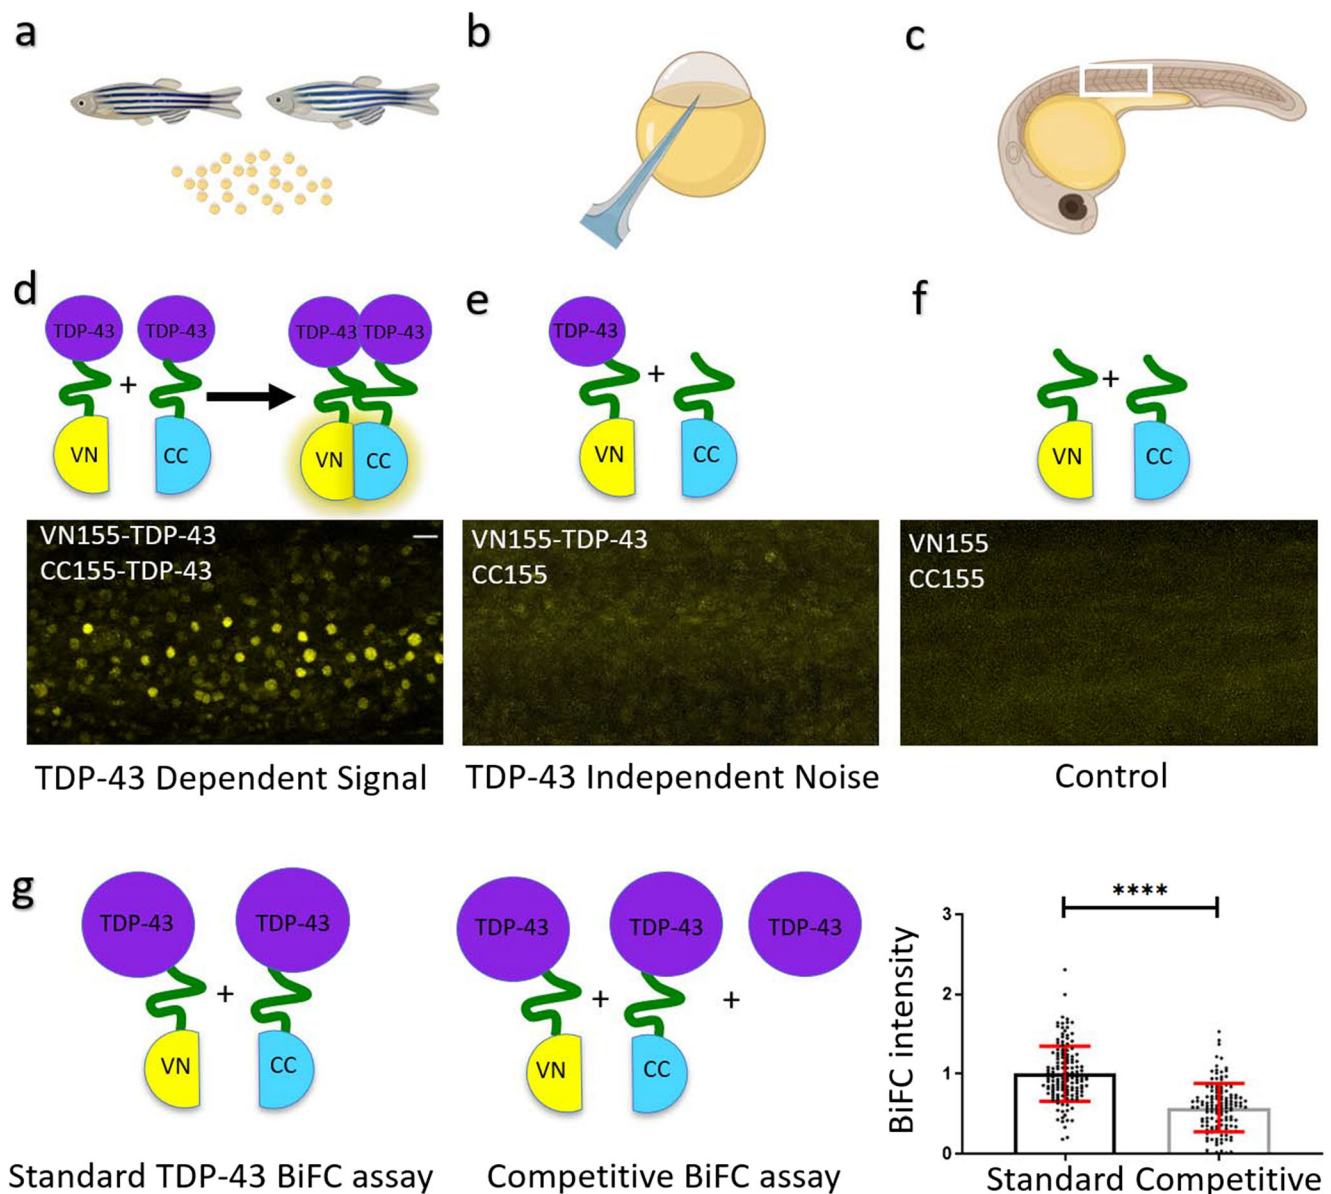 a
b
c
d
TDP-43
TDP-43
+
VN
CC
TDP-43
TDP-43
VN
CC
e
TDP-43
+
VN
CC
f
+
VN
CC
VN155-TDP-43
CC155-TDP-43
VN155-TDP-43
CC155
VN155
CC155
TDP-43 Dependent Signal
TDP-43 Independent Noise
Control
g
TDP-43
TDP-43
+
VN
CC
Standard TDP-43 BiFC assay
TDP-43
TDP-43
TDP-43
+
+
VN
CC
Competitive BiFC assay
****
BiFC intensity
3
2
1
0
Standard Competitive